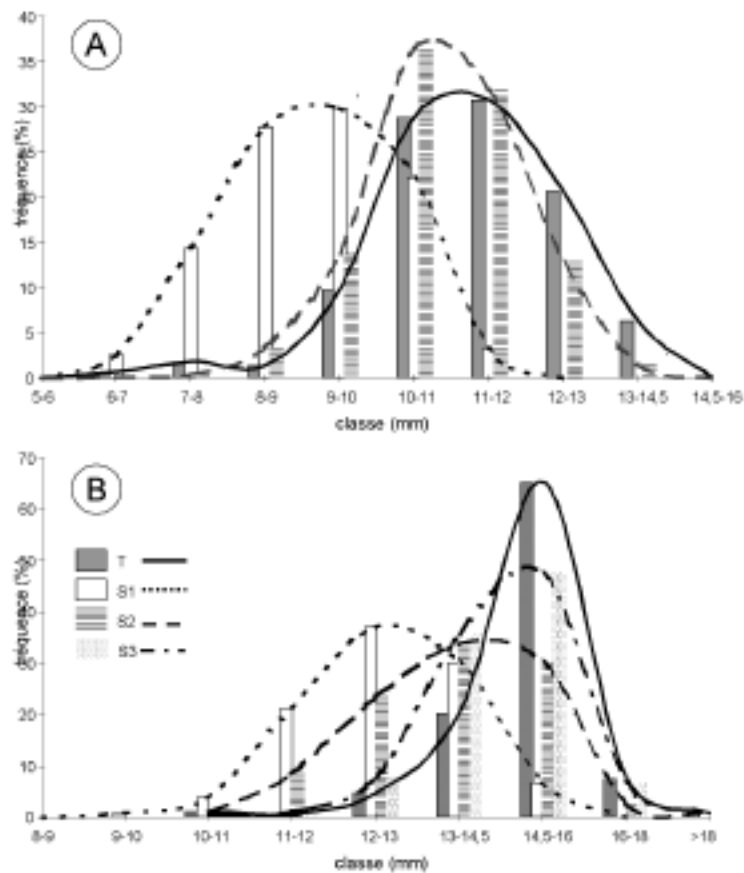 A
40
35
30
25
20
15
10
5
0
fréquence (%)
5-6 6-7 7-8 8-9 9-10 10-11 11-12 12-13 13-14,5 14,5-16
classe (mm)
B
70
60
50
40
30
20
10
0
fréquence (%)
T
S1
S2
S3
8-9 9-10 10-11 11-12 12-13 13-14,5 14,5-16 16-18 >18
classe (mm)